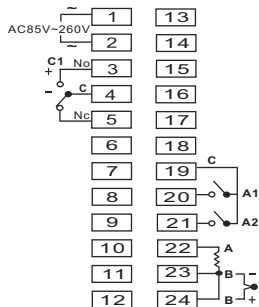 ~ 1 13
AC85V~260V
~ 2 14
C1 + No 3 15
− C 4 16
Nc 5 17
6 18
C
7 19
8 20 A1
9 21 A2
10 22 A
11 23 B −
12 24 B +